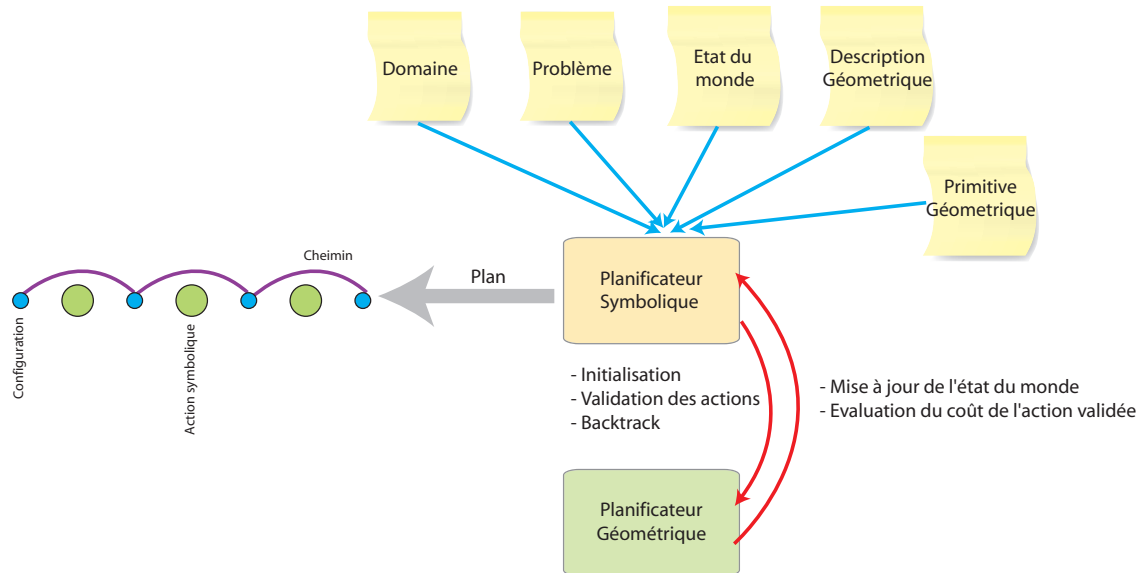 Domaine
Problème
Etat du
monde
Description
Géometrique
Primitive
Géometrique
Cheimin
Plan
Planificateur
Symbolique
Configuration
Action symbolique
- Initialisation
- Validation des actions
- Backtrack
- Mise à jour de l'état du monde
- Evaluation du coût de l'action validée
Planificateur
Géométrique